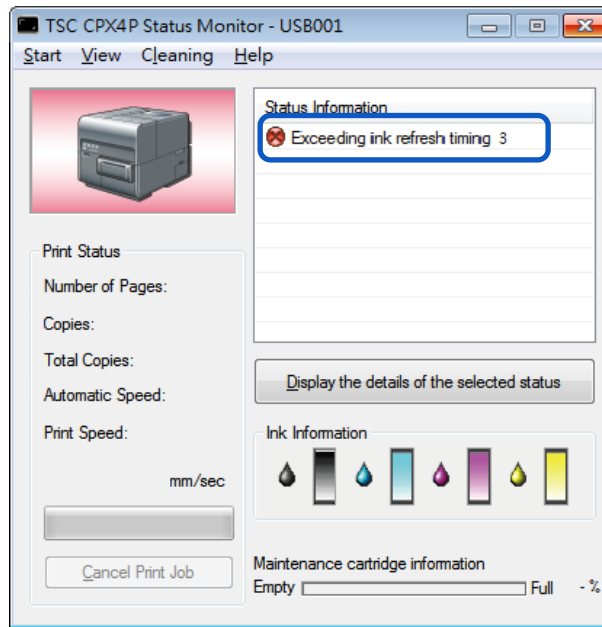 TSC CPX4P Status Monitor - USB001
Start View Cleaning Help
Status Information
Exceeding ink refresh timing 3
Print Status
Number of Pages:
Copies:
Total Copies:
Automatic Speed:
Print Speed:
mm/sec
Cancel Print Job
Display the details of the selected status
Ink Information
Maintenance cartridge information
Empty Full - %